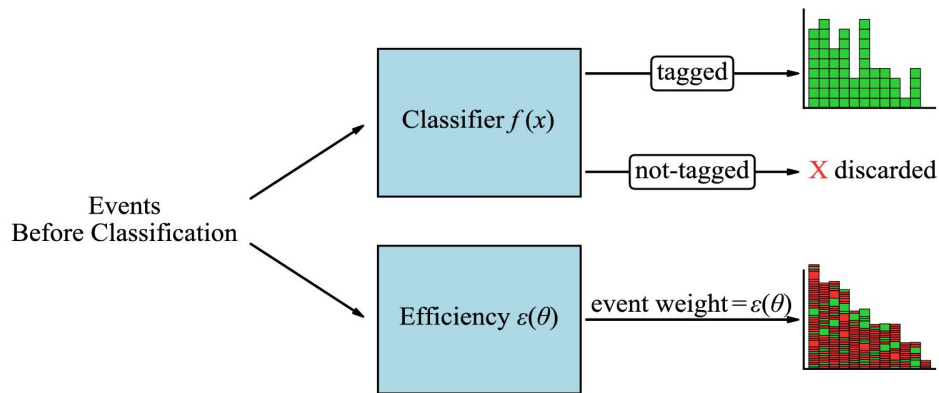 Classifier f(x)
tagged
not-tagged
X discarded
Events
Before Classification
Efficiency ε(θ)
event weight = ε(θ)